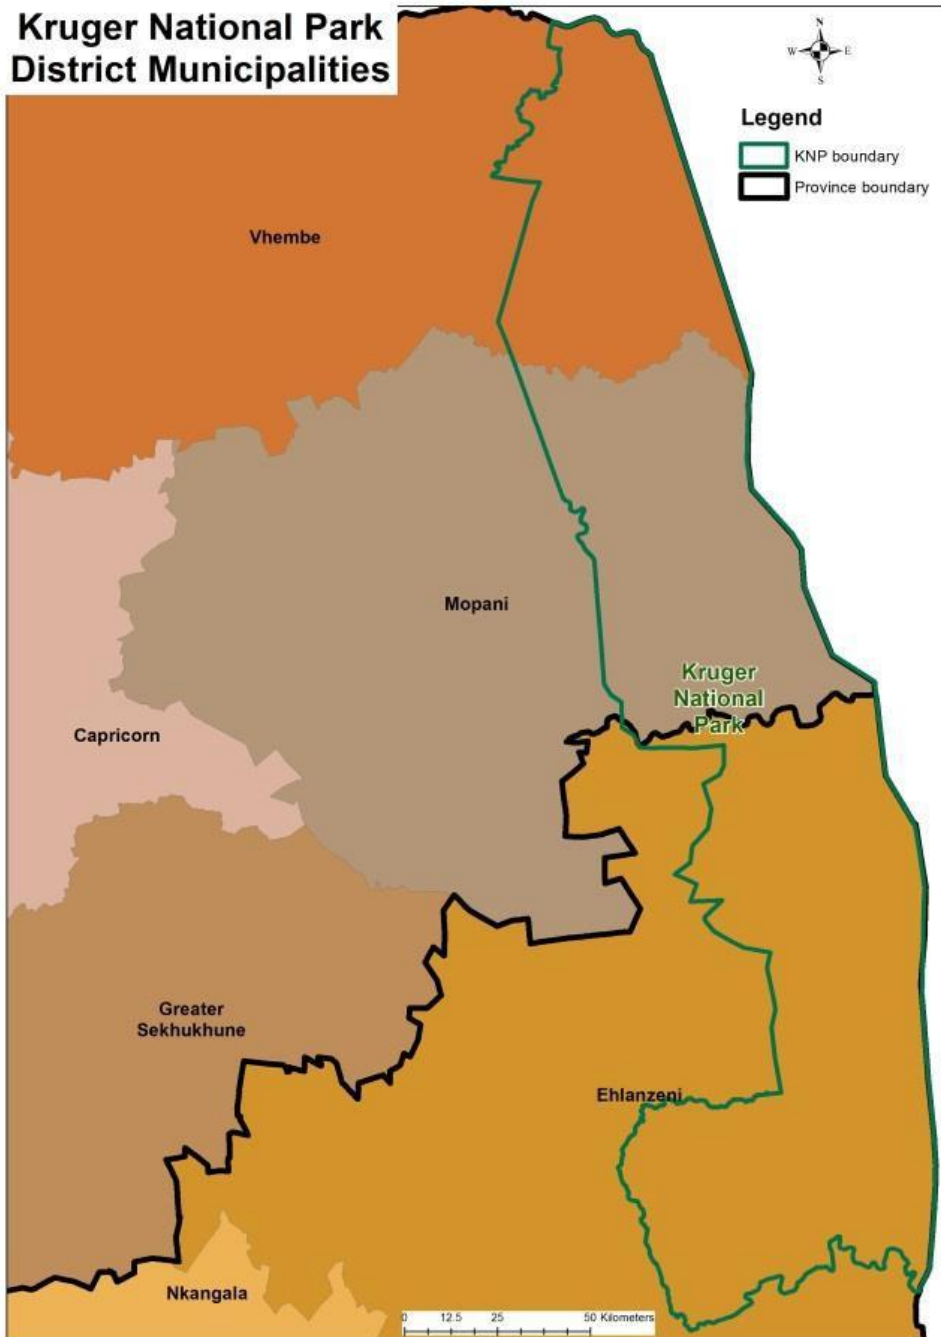 Kruger National Park
District Municipalities
N
W E
S
Legend
KNP boundary
Province boundary
Vhembe
Mopani
Kruger
National
Park
Capricorn
Greater
Sekhukhune
Ehlanzeni
Nkangala
0 12.5 25 50 Kilometers